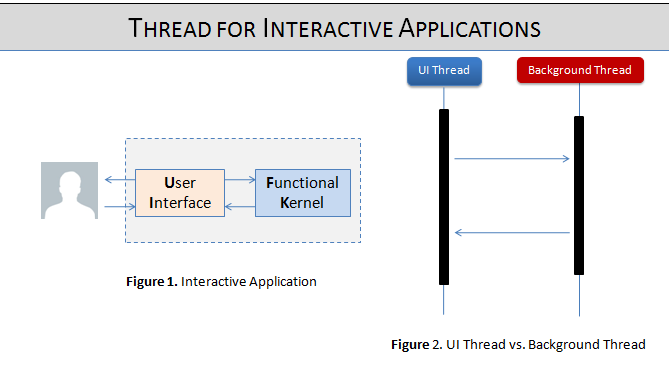 THREAD FOR INTERACTIVE APPLICATIONS
UI Thread
Background Thread
User
Interface
Functional
Kernel
Figure 1. Interactive Application
Figure 2. UI Thread vs. Background Thread